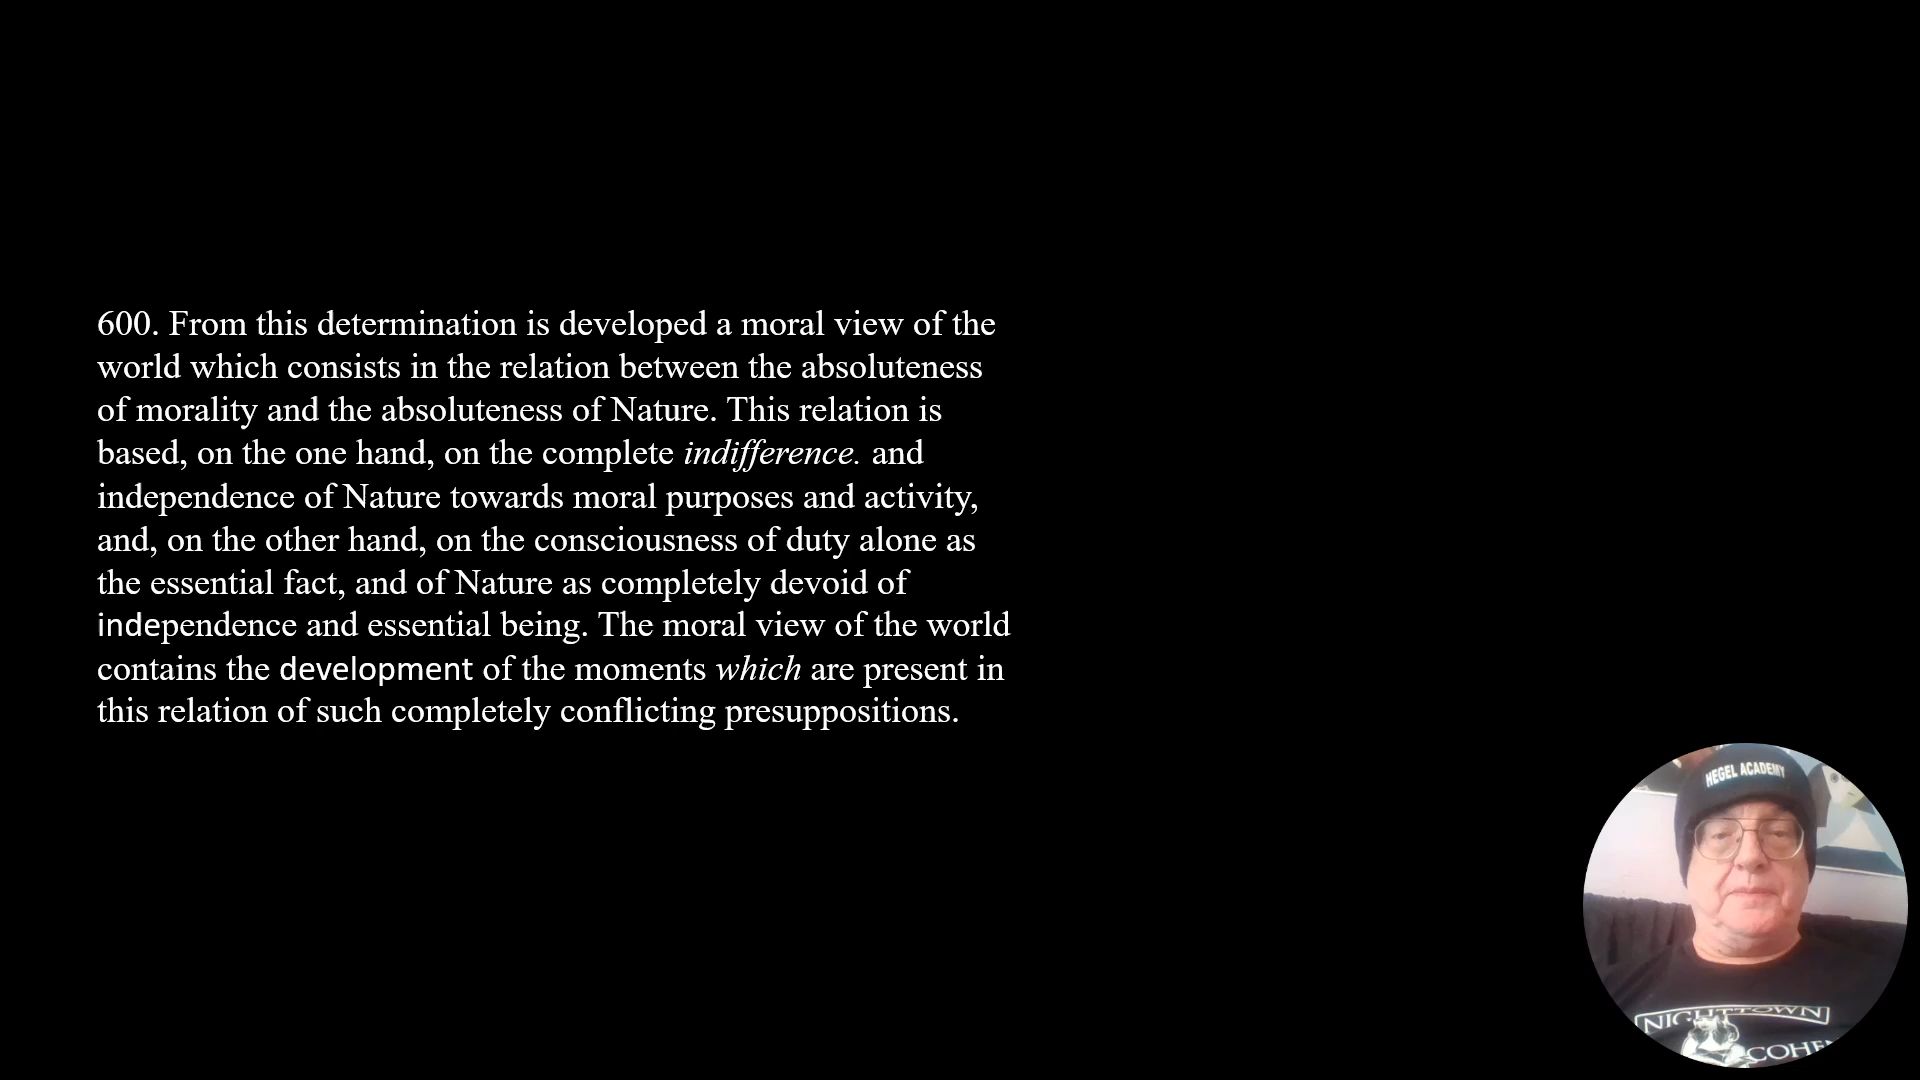 600. From this determination is developed a moral view of the
world which consists in the relation between the absoluteness
of morality and the absoluteness of Nature. This relation is
based, on the one hand, on the complete indifference. and
independence of Nature towards moral purposes and activity,
and, on the other hand, on the consciousness of duty alone as
the essential fact, and of Nature as completely devoid of
independence and essential being. The moral view of the world
contains the development of the moments which are present in
this relation of such completely conflicting presuppositions.
HEGEL ACADEMY
NIGHTTOWN